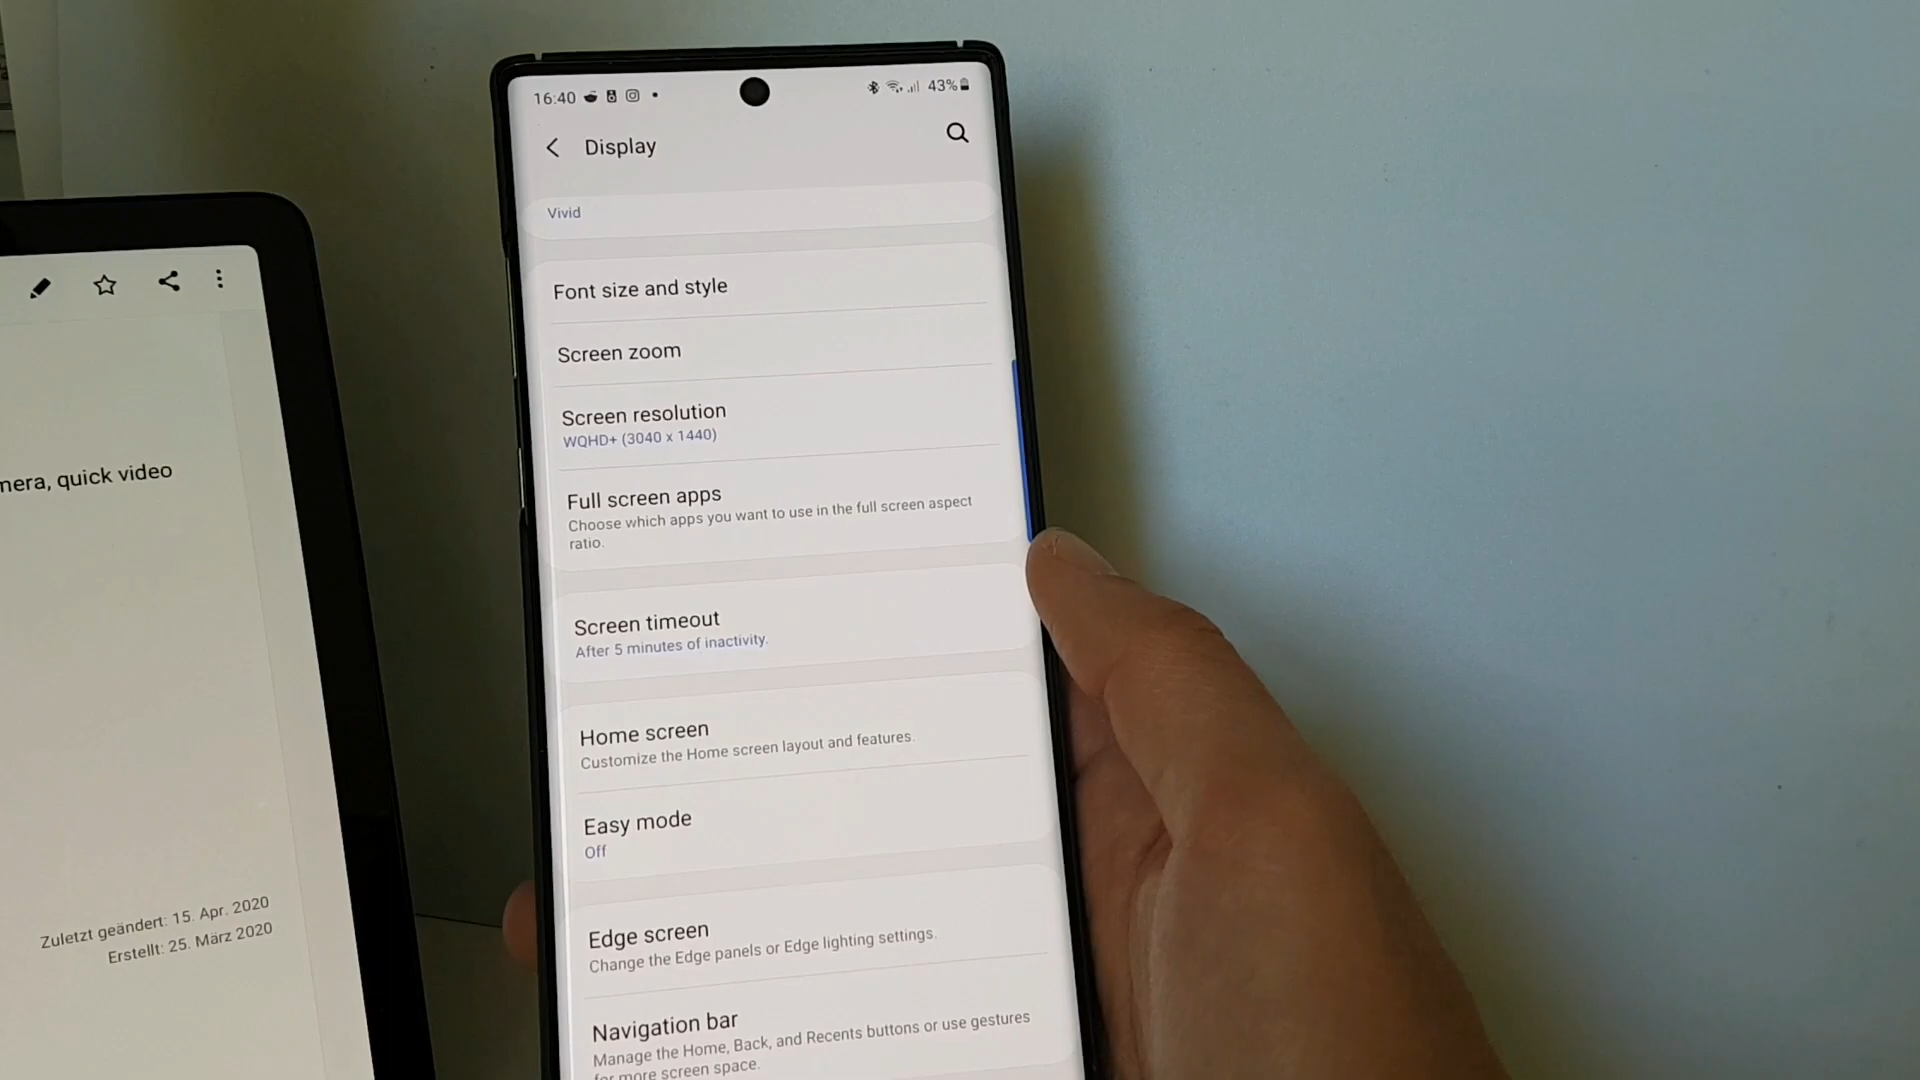 16:40
43%
Display
Vivid
Font size and style
Screen zoom
Screen resolution
WQHD+ (3040 x 1440)
Full screen apps
Choose which apps you want to use in the full screen aspect
ratio.
Screen timeout
After 5 minutes of inactivity.
Home screen
Customize the Home screen layout and features.
Easy mode
Off
Edge screen
Change the Edge panels or Edge lighting settings.
Navigation bar
Manage the Home, Back, and Recents buttons or use gestures
for more screen space.
mera, quick video
Zuletzt geändert: 15. Apr. 2020
Erstellt: 25. März 2020